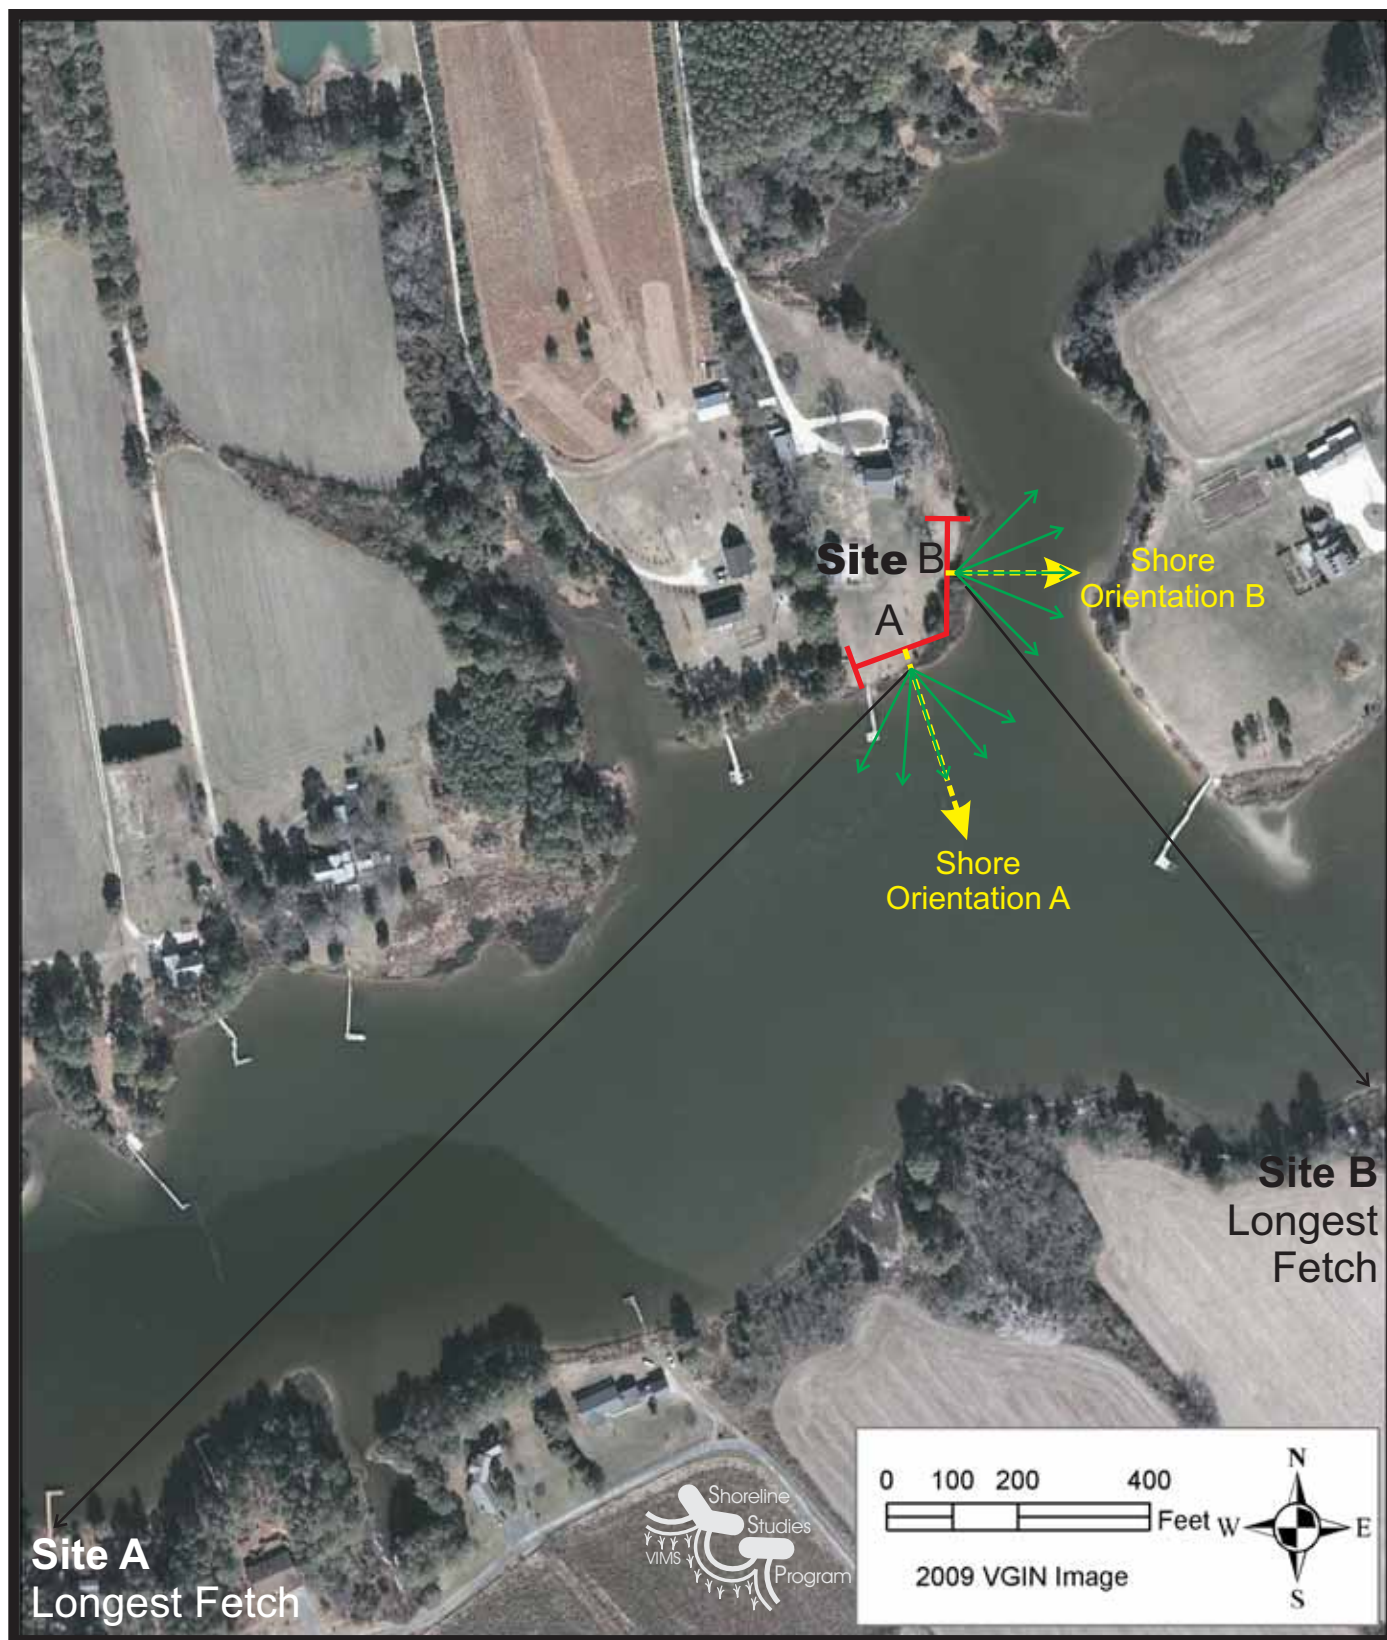 Site B
A
Shore
Orientation B
Shore
Orientation A
Site B
Longest
Fetch
Site A
Longest Fetch
Shoreline
Studies
VIMS
Program
0 100 200 400
Feet
2009 VGIN Image
N
W E
S